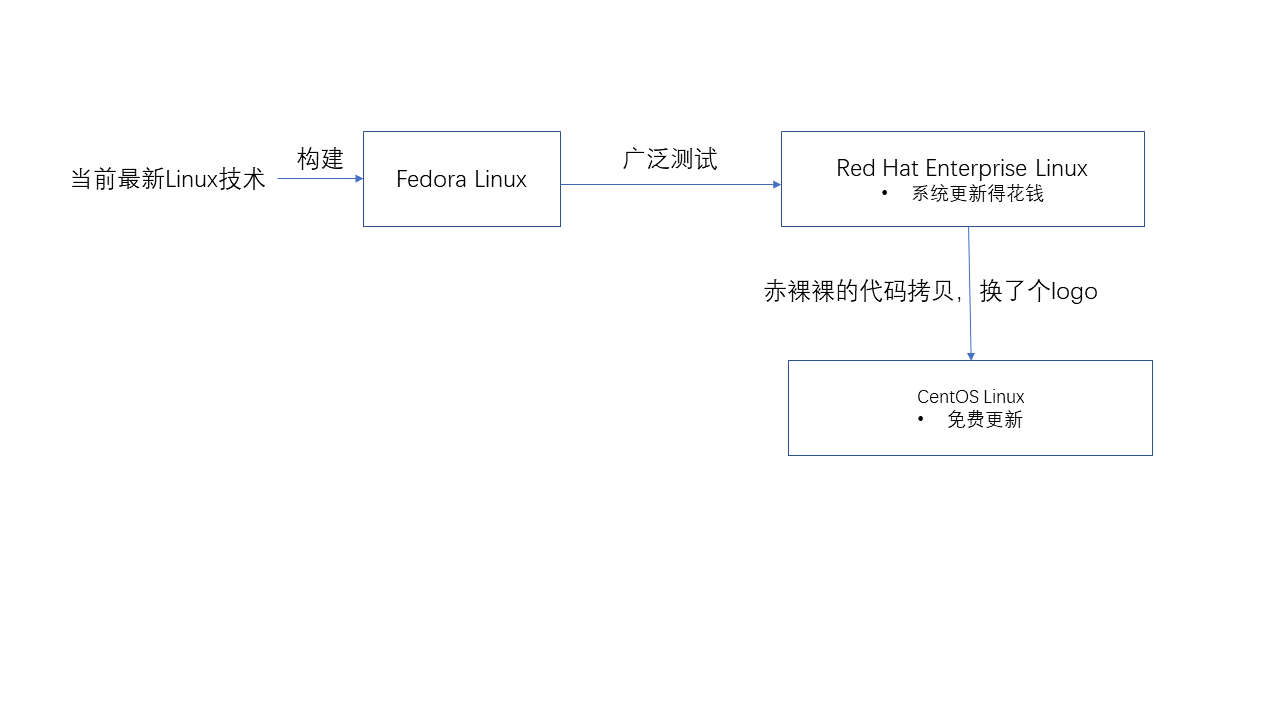 当前最新Linux技术
构建
Fedora Linux
广泛测试
Red Hat Enterprise Linux
• 系统更新得花钱
赤裸裸的代码拷贝，换了个logo
CentOS Linux
• 免费更新